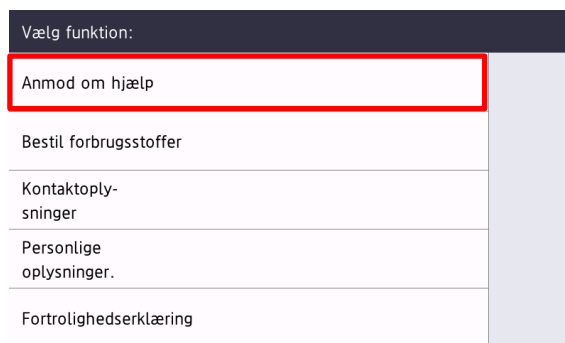 Vælg funktion:
Anmod om hjælp
Bestil forbrugsstoffer
Kontaktoply-
sninger
Personlige
oplysninger.
Fortrolighedserklæring